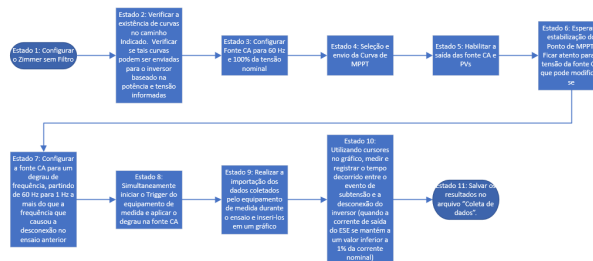 Estado 1: Configurar
o Zimmer sem Filtro
Estado 2: Verificar a
existência de curvas
no caminho
Indicado. Verificar
se tais curvas
podem ser enviadas
para o inversor
baseado na
potência e tensão
informadas
Estado 3: Configurar
Fonte CA para 60 Hz
e 100% da tensão
nominal
Estado 4: Seleção e
envio da Curva de
MPPT
Estado 5: Habilitar a
saída das fonte CA e
PVs
Estado 6: Espera
estabilização do
Ponto de MPPT.
Ficar atento para
tensão da fonte
que pode modific
se
Estado 7: Configurar
a fonte CA para um
degrau de
frequência, partindo
de 60 Hz para 1 Hz a
mais do que a
frequência que
causou a
desconexão no
ensaio anterior
Estado 8:
Simultaneamente
iniciar o Trigger do
equipamento de
medida e aplicar o
degrau na fonte CA
Estado 9: Realizar a
importação dos
dados coletados
pelo equipamento
de medida durante
o ensaio e inseri-los
em um gráfico
Estado 10:
Utilizando cursores
no gráfico, medir e
registrar o tempo
decorrido entre o
evento de
subtensão e a
desconexão do
inversor (quando a
corrente de saída
do ESE se mantém a
um valor inferior a
1% da corrente
nominal)
Estado 11: Salvar os
resultados no
arquivo "Coleta de
dados".